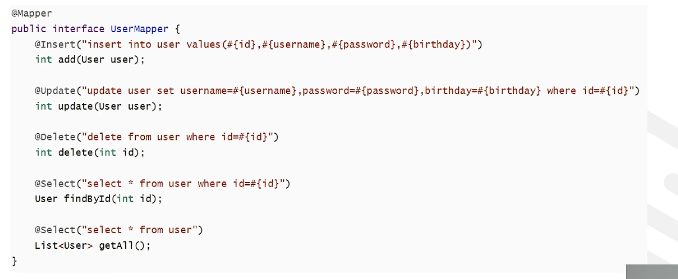 @Mapper
public interface UserMapper {
@Insert("insert into user values(#{id},#{username},#{password},#{birthday})")
int add(User user);
@Update("update user set username=#{username},password=#{password},birthday=#{birthday} where id=#{id}")
int update(User user);
@Delete("delete from user where id=#{id}")
int delete(int id);
@Select("select * from user where id=#{id}")
User findById(int id);
@Select("select * from user")
List<User> getAll();
}